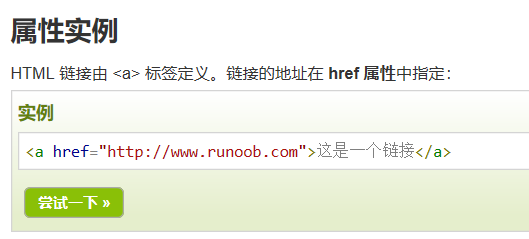 属性实例
HTML 链接由 <a> 标签定义。链接的地址在 href 属性中指定：
实例
<a href="http://www.runoob.com">这是一个链接</a>
尝试一下 »